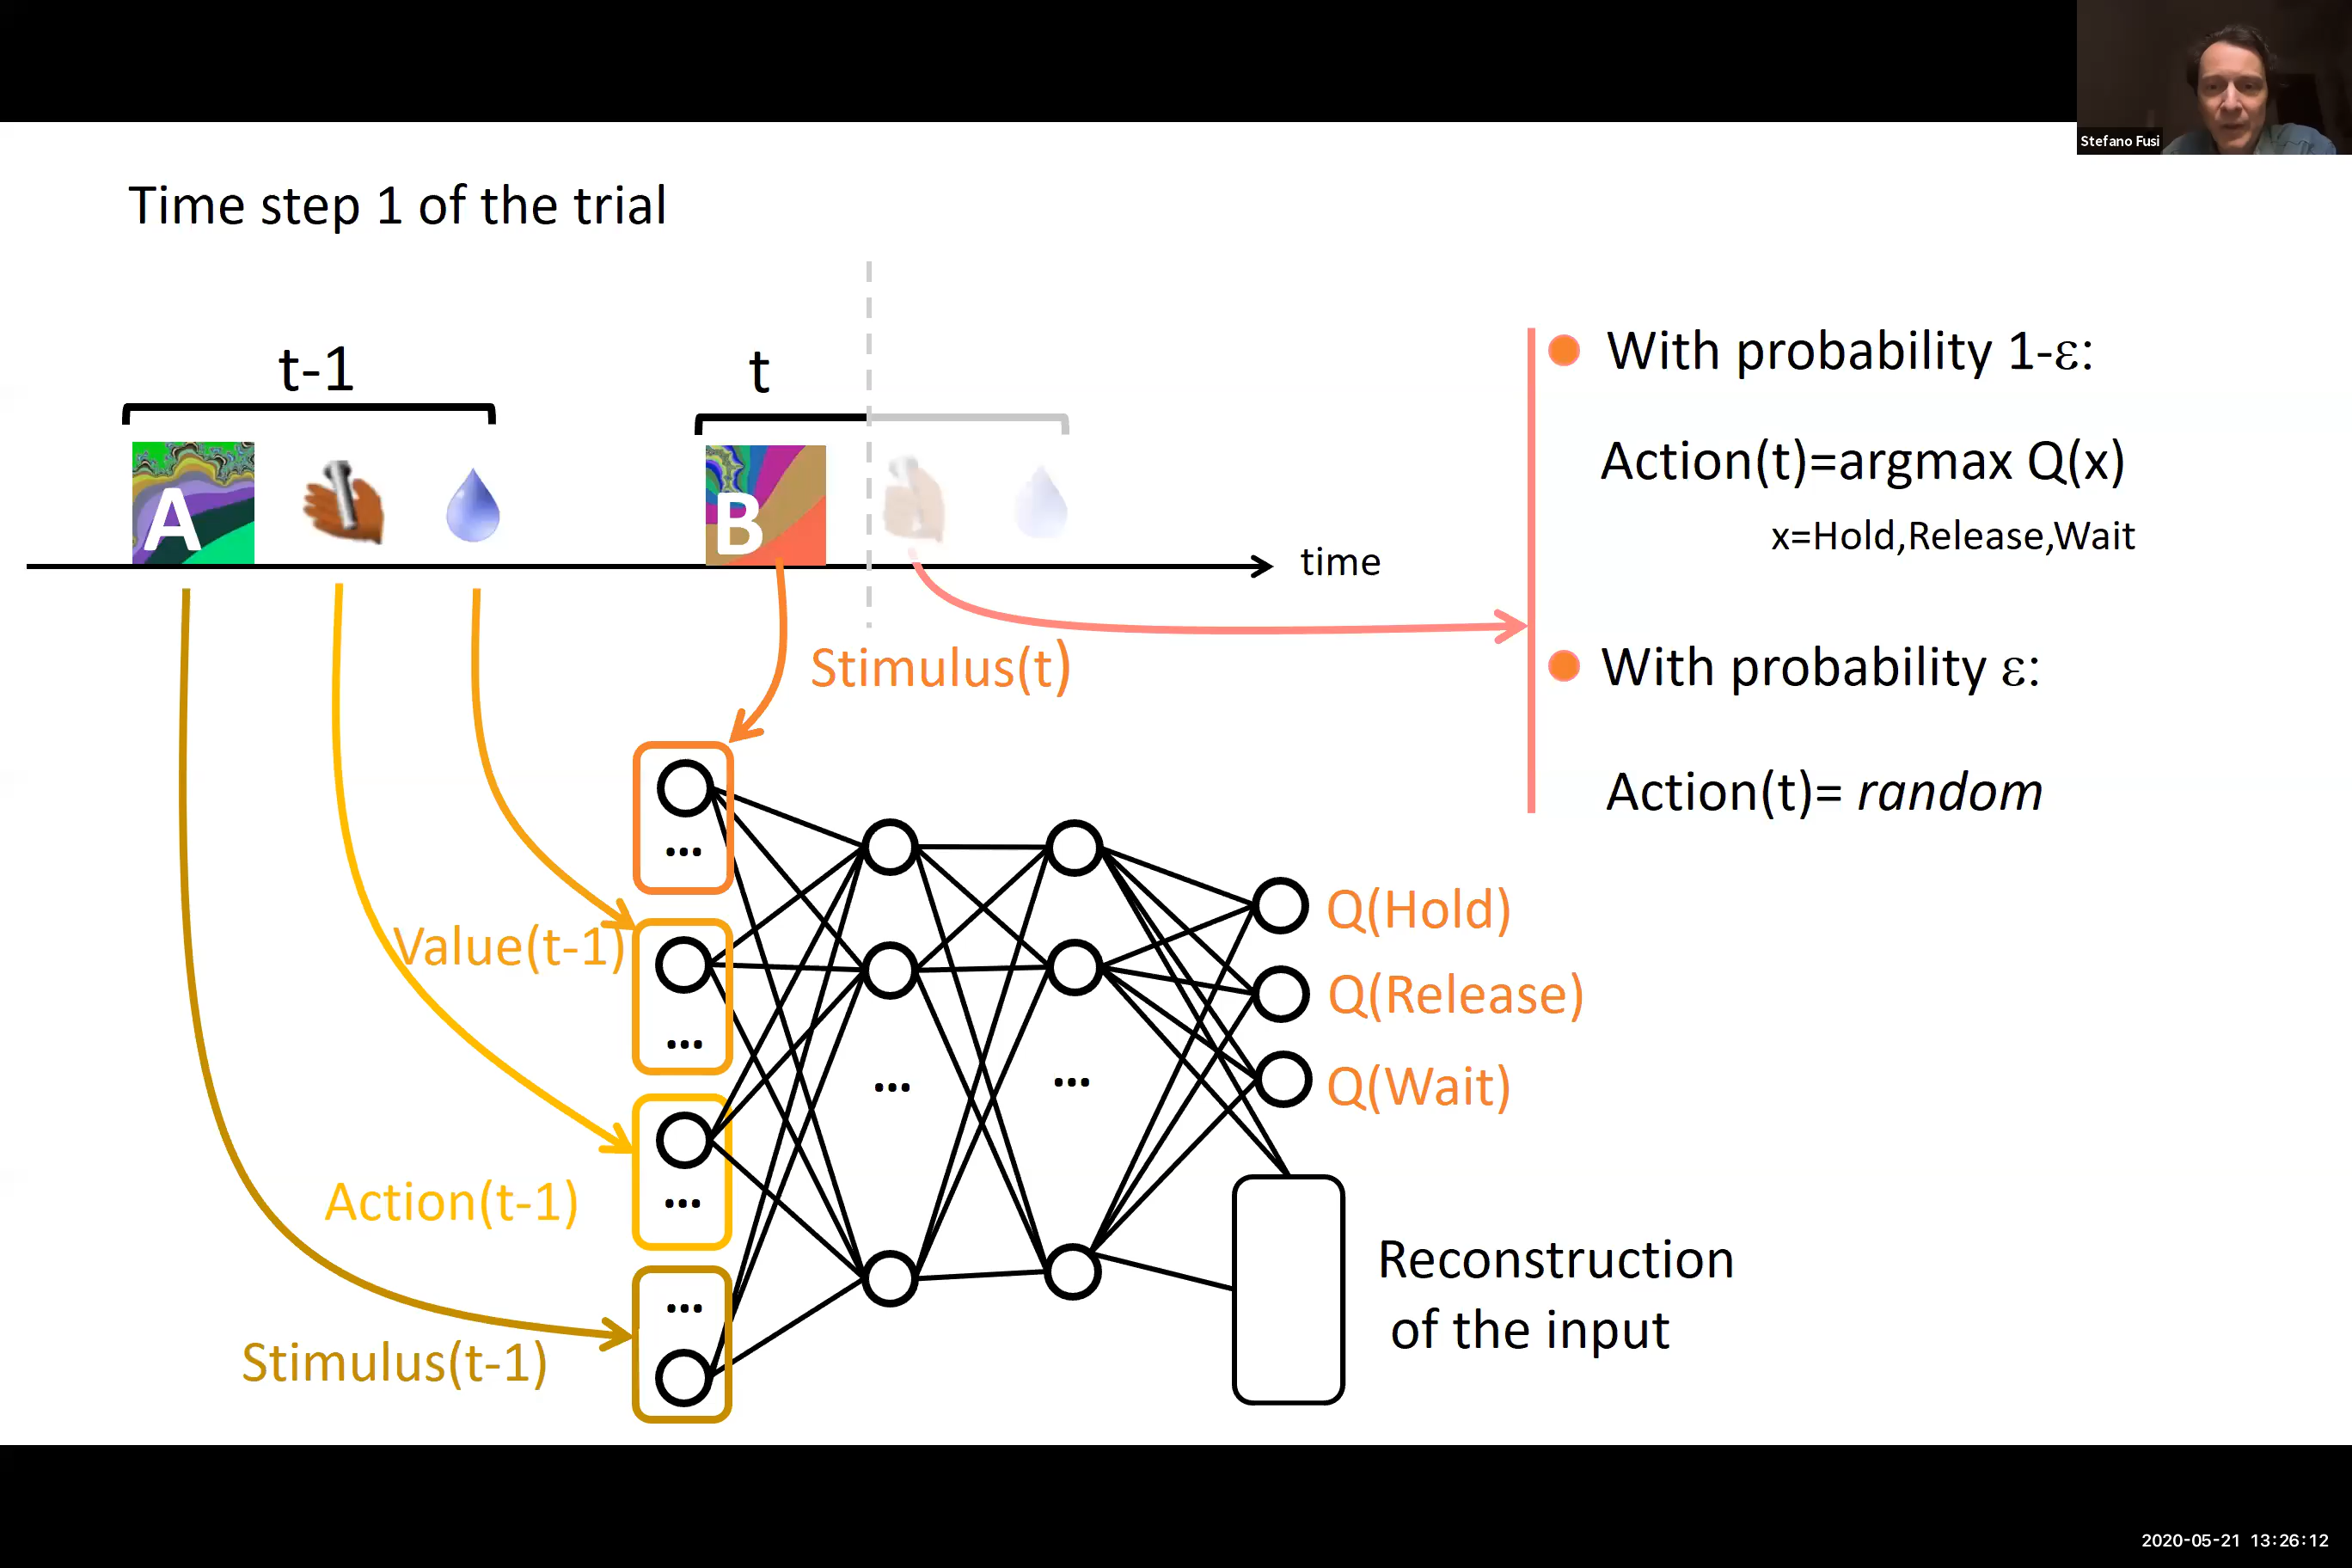 Stefano Fusi
Time step 1 of the trial
t-1
t
A
B
time
Stimulus(t)
Value(t-1)
Action(t-1)
Stimulus(t-1)
...
...
...
...
...
...
Q(Hold)
Q(Release)
Q(Wait)
Reconstruction
of the input
With probability 1-ε:
Action(t)=argmax Q(x)
x=Hold,Release,Wait
With probability ε:
Action(t)= random
2020-05-21 13:26:12